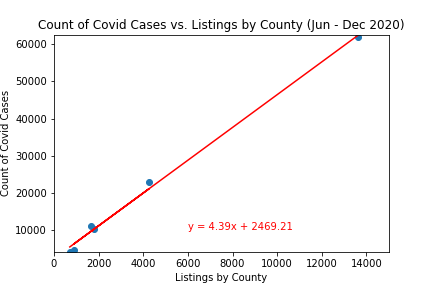 Count of Covid Cases vs. Listings by County (Jun - Dec 2020)
Count of Covid Cases
60000
50000
40000
30000
20000
10000
y = 4.39x + 2469.21
0 2000 4000 6000 8000 10000 12000 14000
Listings by County